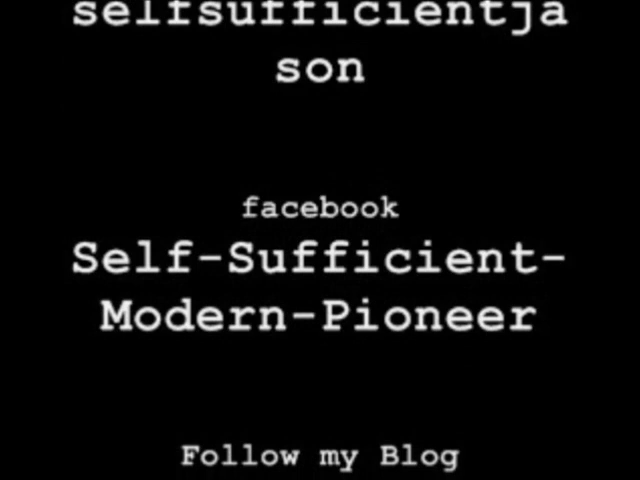 selfsufficientja
son
facebook
Self-Sufficient-
Modern-Pioneer
Follow my Blog